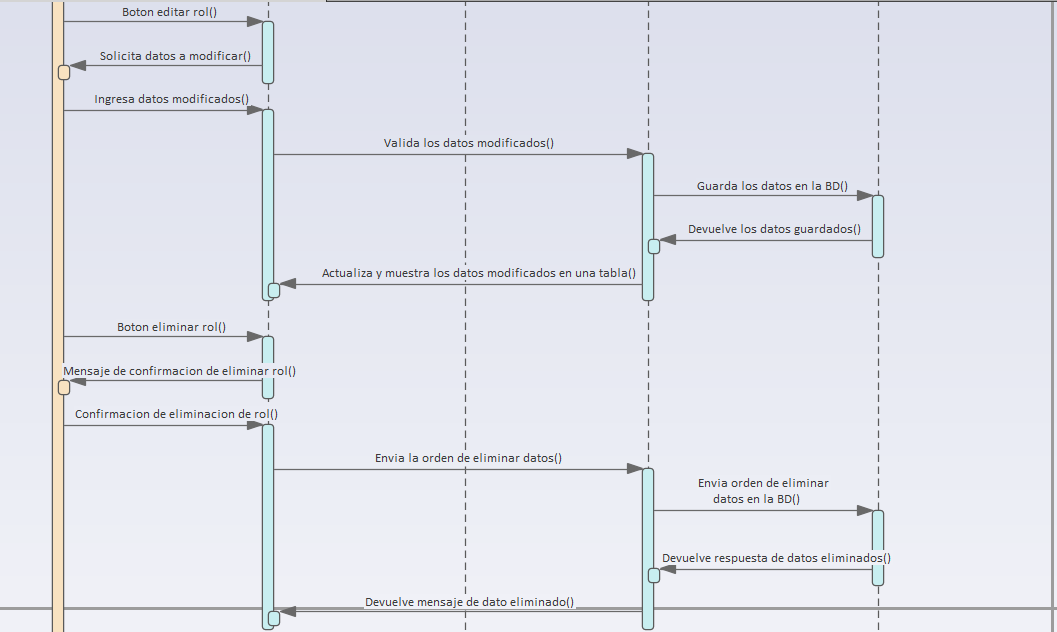 Boton editar rol()
Solicita datos a modificar()
Ingresa datos modificados()
Valida los datos modificados()
Guarda los datos en la BD()
Devuelve los datos guardados()
Actualiza y muestra los datos modificados en una tabla()
Boton eliminar rol()
Mensaje de confirmacion de eliminar rol()
Confirmacion de eliminacion de rol()
Envia la orden de eliminar datos()
Envia orden de eliminar
datos en la BD()
Devuelve respuesta de datos eliminados()
Devuelve mensaje de dato eliminado()